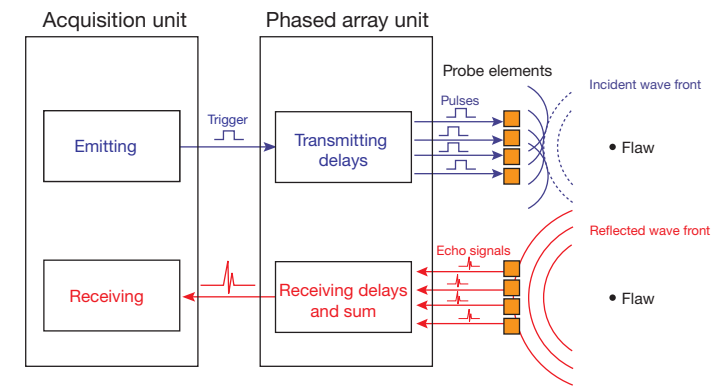 Acquisition unit
Phased array unit
Probe elements
Incident wave front
Emitting
Trigger
Transmitting
delays
Pulses
Flaw
Reflected wave front
Receiving
Receiving delays
and sum
Echo signals
Flaw